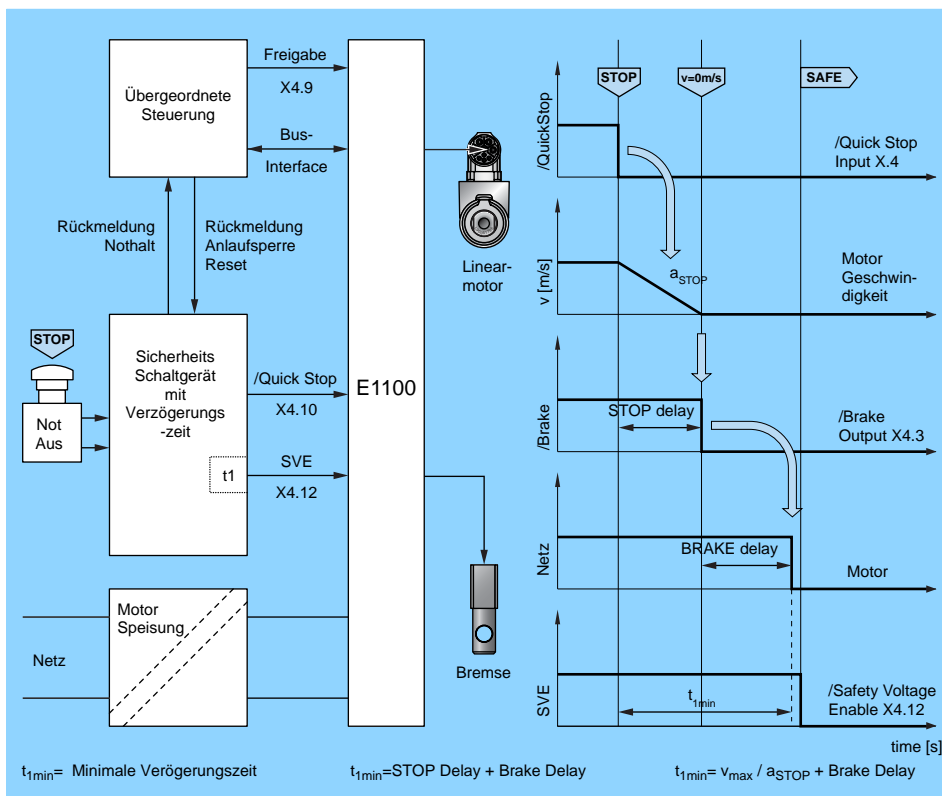 Übergeordnete
Steuerung
Freigabe
X4.9
Bus-
Interface
Rückmeldung
Nothalt
Rückmeldung
Anlaufsperre
Reset
STOP
Not
Aus
Sicherheits
Schaltgerät
mit
Verzögerungs
-zeit
t1
/Quick Stop
X4.10
SVE
X4.12
E1100
Linear-
motor
Bremse
Motor
Speisung
Netz
STOP
v=0m/s
SAFE
/QuickStop
/Quick Stop
Input X.4
v [m/s]
aSTOP
Motor
Geschwin-
digkeit
/Brake
STOP delay
/Brake
Output X4.3
Netz
BRAKE delay
Motor
SVE
t1min
/Safety Voltage
Enable X4.12
time [s]
t1min= Minimale Verögerungszeit
t1min=STOP Delay + Brake Delay
t1min= vmax / aSTOP + Brake Delay